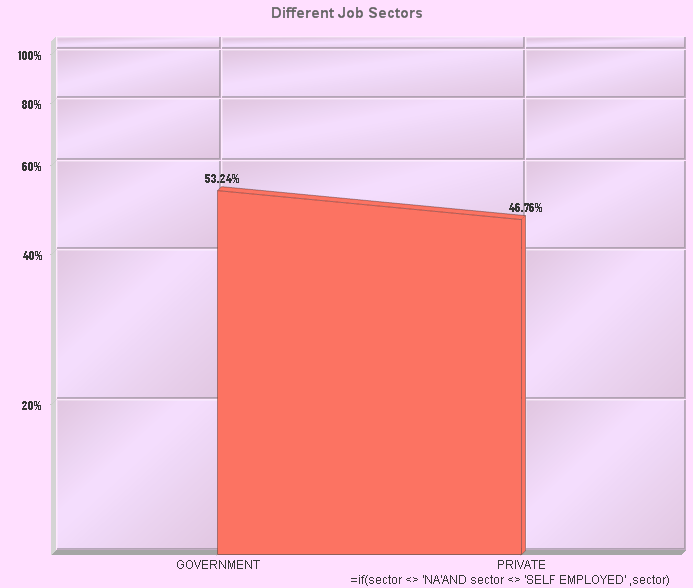 Different Job Sectors
100%
80%
60%
40%
20%
53.24%
46.76%
GOVERNMENT PRIVATE
=if(sector <> 'NA'AND sector <> 'SELF EMPLOYED' ,sector)